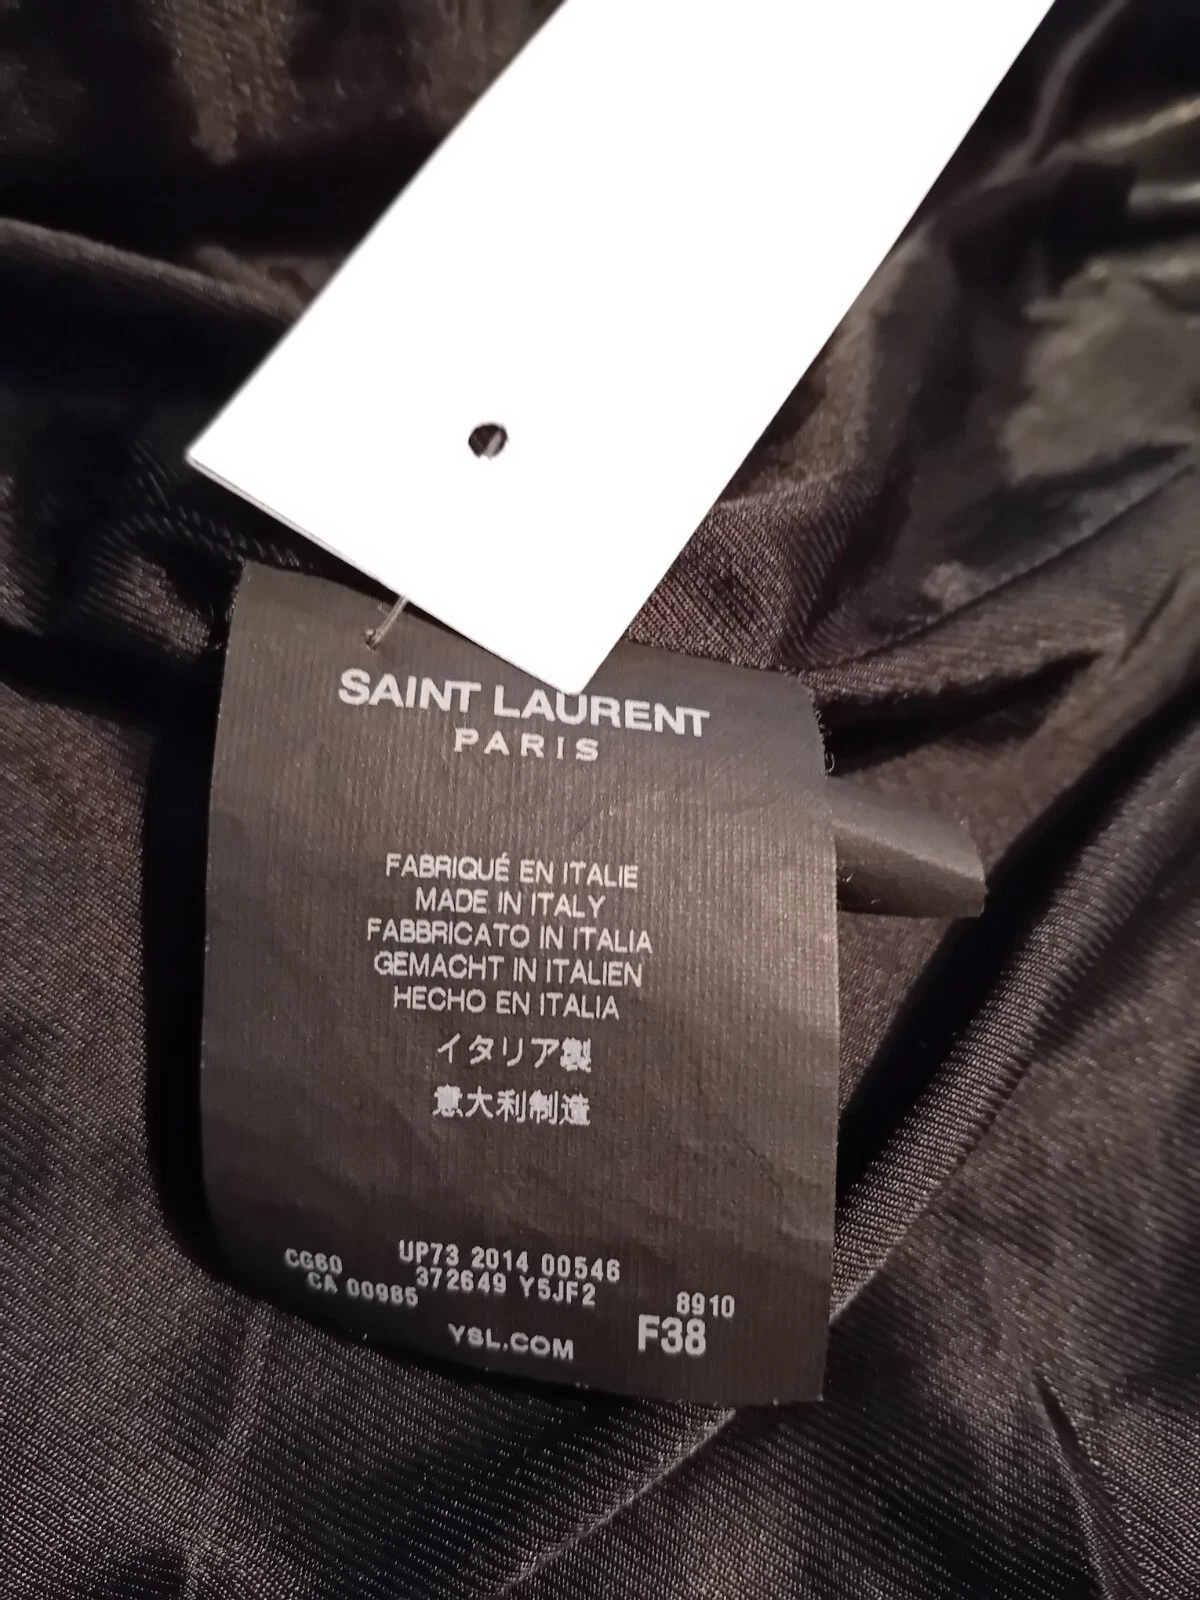 SAINT LAURENT
PARIS
FABRIQUÉ EN ITALIE
MADE IN ITALY
FABBRICATO IN ITALIA
GEMACHT IN ITALIEN
HECHO EN ITALIA
イタリア製
意大利制造
CG60 UP73 2014 00546
CA 00985 372649 Y5JF2 8910
YSL.COM F38